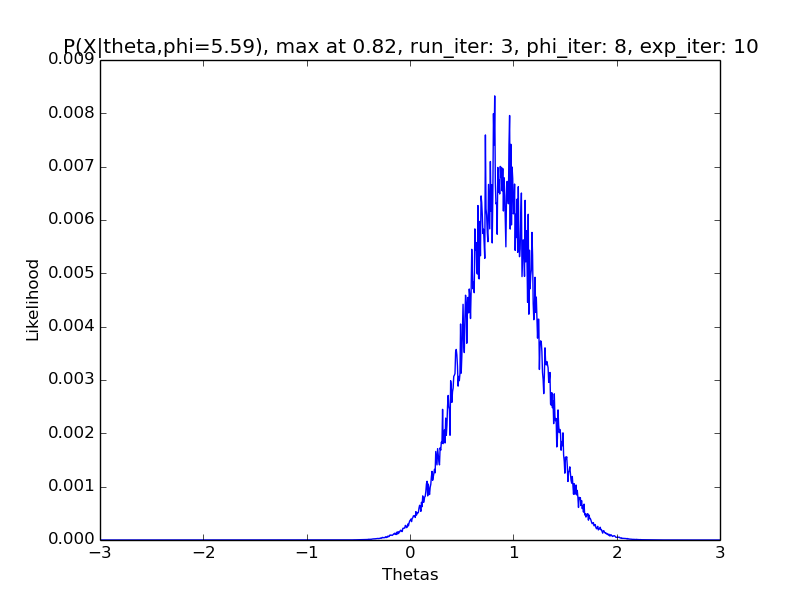 P(X|theta,phi=5.59), max at 0.82, run_iter: 3, phi_iter: 8, exp_iter: 10
0.009
0.008
0.007
0.006
0.005
0.004
0.003
0.002
0.001
0.000
Likelihood
−3 −2 −1 0 1 2 3
Thetas